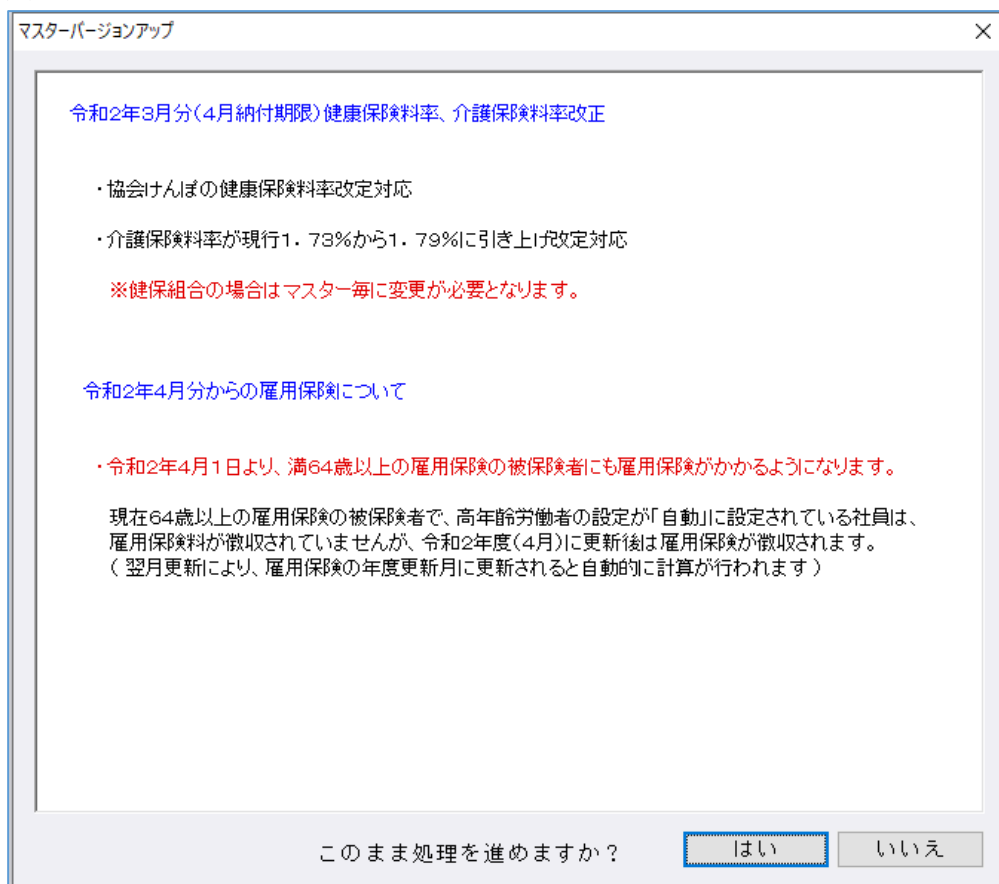 マスターバージョンアップ
令和2年3月分(4月納付期限)健康保険料率、介護保険料率改正
・協会けんぽの健康保険料率改定対応
・介護保険料率が現行1.73%から1.79%に引き上げ改定対応
※健保組合の場合はマスター毎に変更が必要となります。
令和2年4月分からの雇用保険について
・令和2年4月1日より、満64歳以上の雇用保険の被保険者にも雇用保険がかかるようになります。
現在64歳以上の雇用保険の被保険者で、高年齢労働者の設定が「自動」に設定されている社員は、
雇用保険料が徴収されていませんが、令和2年度(4月)に更新後は雇用保険が徴収されます。
( 翌月更新により、雇用保険の年度更新月に更新されると自動的に計算が行われます )
このまま処理を進めますか?
はい
いいえ